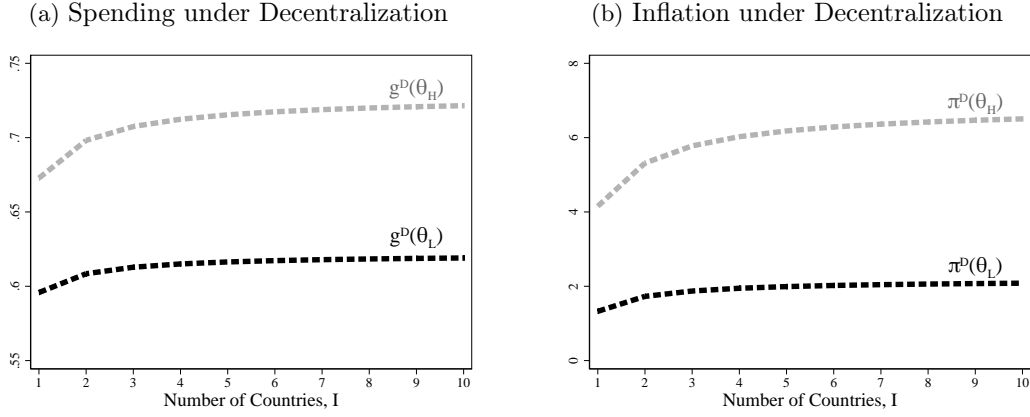 (a) Spending under Decentralization
.75
.7
.65
.6
.55
g^D(θ_H)
g^D(θ_L)
1 2 3 4 5 6 7 8 9 10
Number of Countries, I
(b) Inflation under Decentralization
8
6
4
2
0
π^D(θ_H)
π^D(θ_L)
1 2 3 4 5 6 7 8 9 10
Number of Countries, I